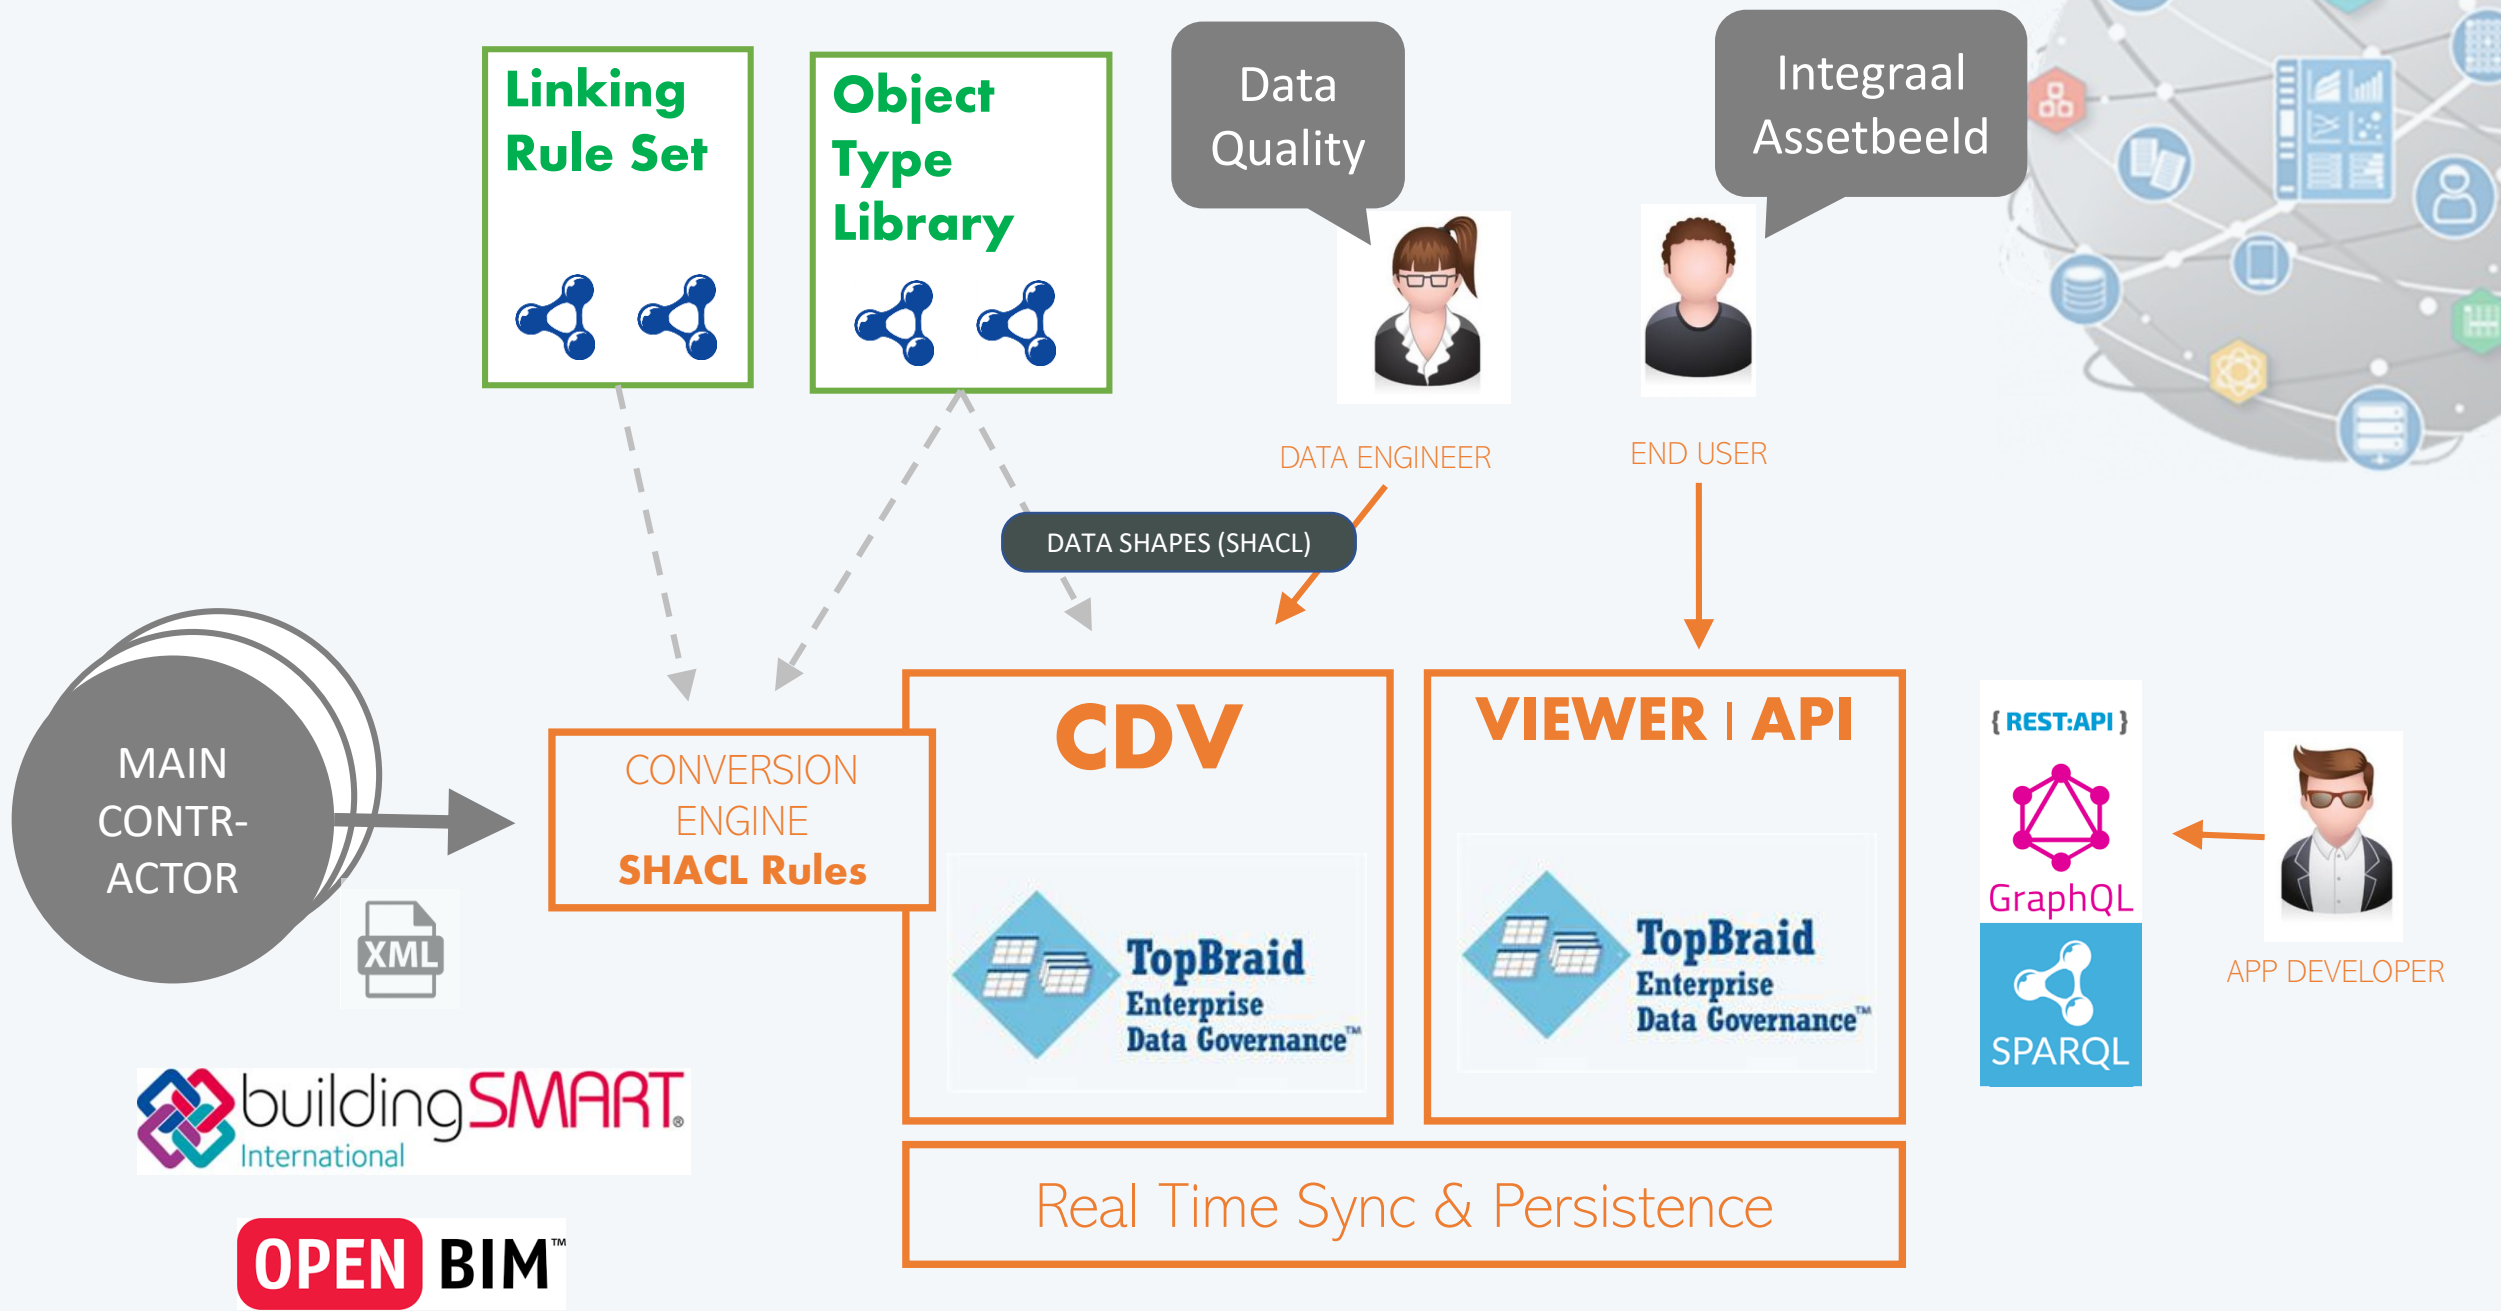 Linking
Rule Set
Object
Type
Library
Data
Quality
Integraal
Assetbeeld
DATA ENGINEER
END USER
DATA SHAPES (SHACL)
MAIN
CONTR-
ACTOR
XML
CONVERSION
ENGINE
SHACL Rules
CDV
TopBraid
Enterprise
Data Governance™
VIEWER | API
TopBraid
Enterprise
Data Governance™
{ REST:API }
GraphQL
SPARQL
APP DEVELOPER
buildingSMART®
International
OPEN BIM™
Real Time Sync & Persistence